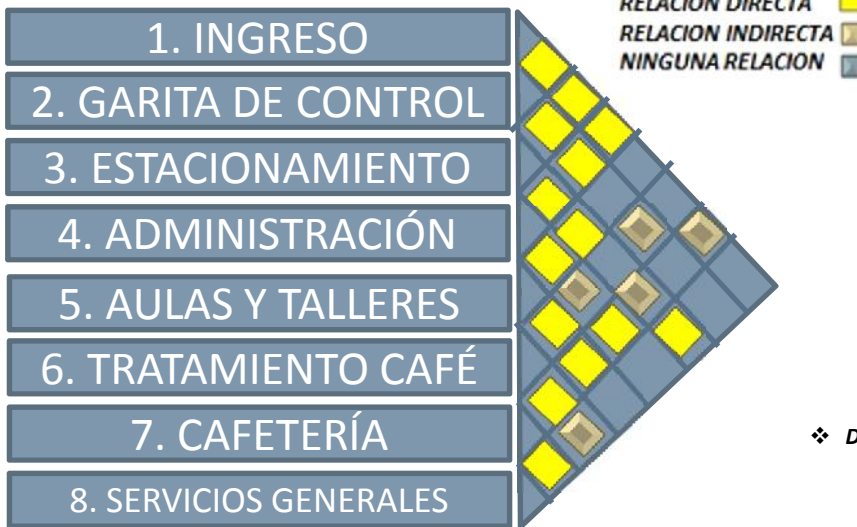 RELACION DIRECTA
RELACION INDIRECTA
NINGUNA RELACION
1. INGRESO
2. GARITA DE CONTROL
3. ESTACIONAMIENTO
4. ADMINISTRACIÓN
5. AULAS Y TALLERES
6. TRATAMIENTO CAFÉ
7. CAFETERÍA
8. SERVICIOS GENERALES
❖ D